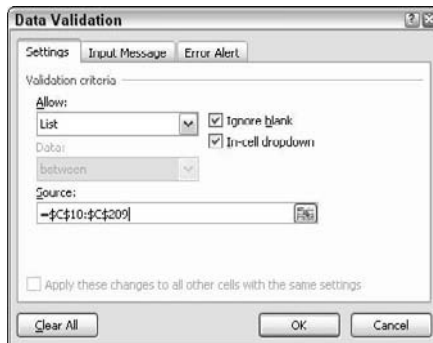 Data Validation
Settings
Input Message
Error Alert
Validation criteria
Allow:
List
Ignore blank
Data:
In-cell dropdown
between
Source:
=$C$10:$C$209
Apply these changes to all other cells with the same settings
Clear All
OK
Cancel